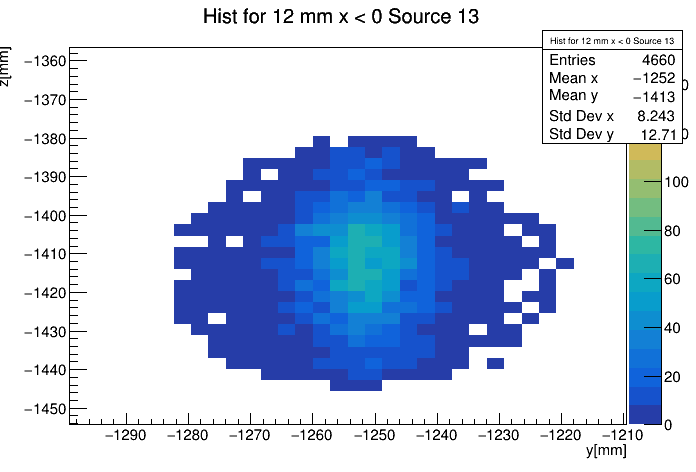 Hist for 12 mm x < 0 Source 13
z[mm]
Hist for 12 mm x < 0 Source 13
Entries 4660
Mean x −1252
Mean y −1413
Std Dev x 8.243
Std Dev y 12.71
−1360
−1370
−1380
−1390
−1400
−1410
−1420
−1430
−1440
−1450
100
80
60
40
20
0
−1290 −1280 −1270 −1260 −1250 −1240 −1230 −1220 −1210
y[mm]